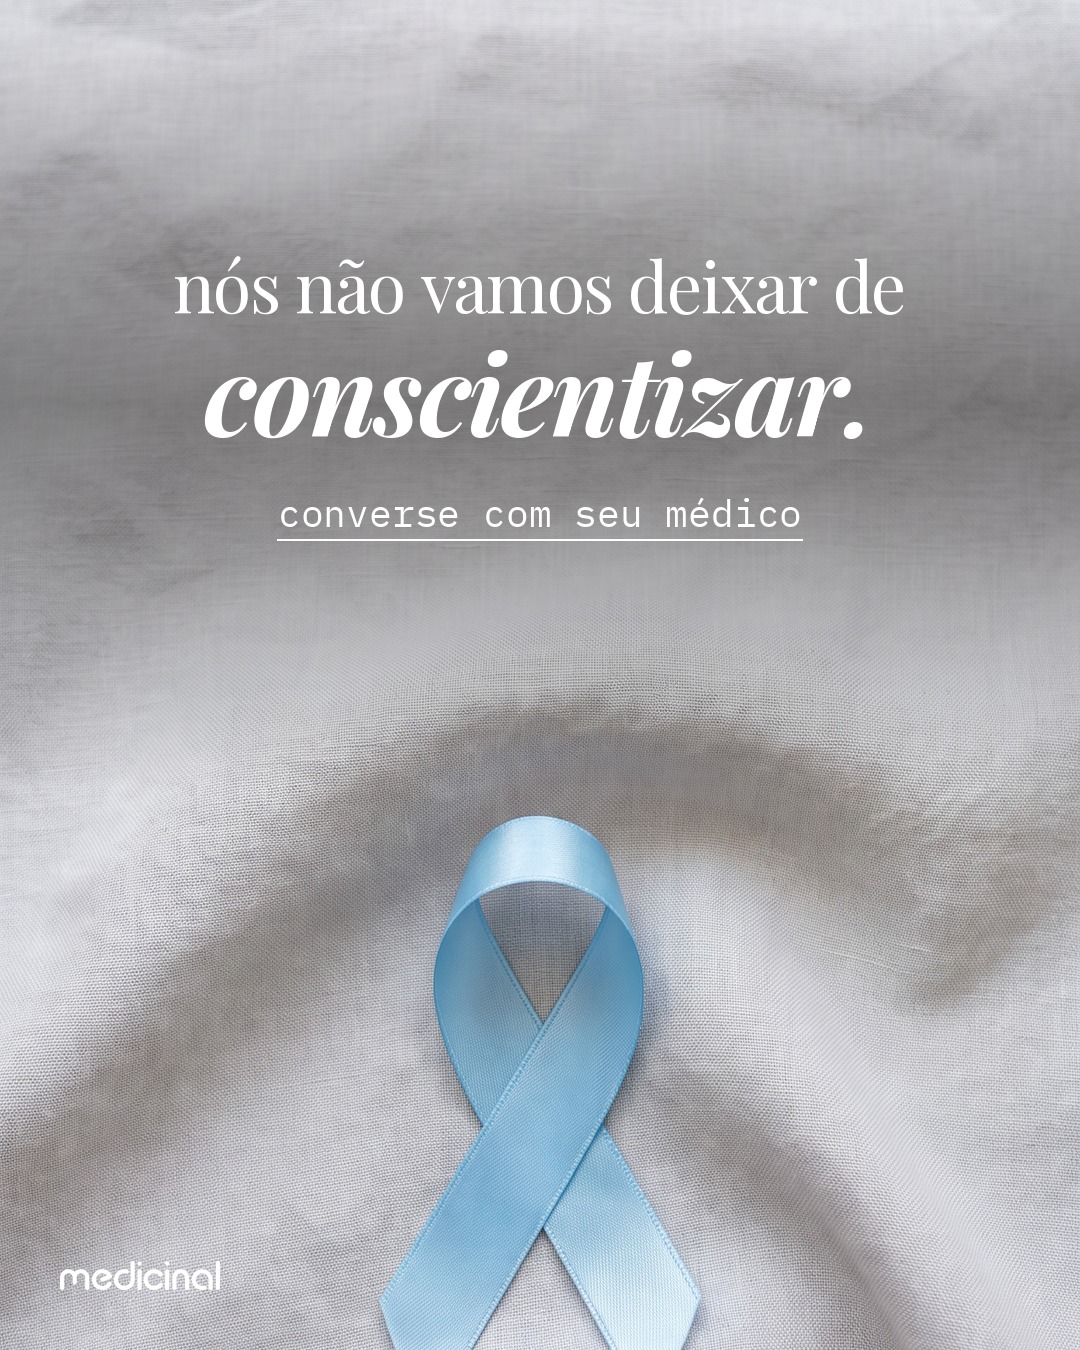 nós não vamos deixar de
conscientizar.
converse com seu médico
medicinal